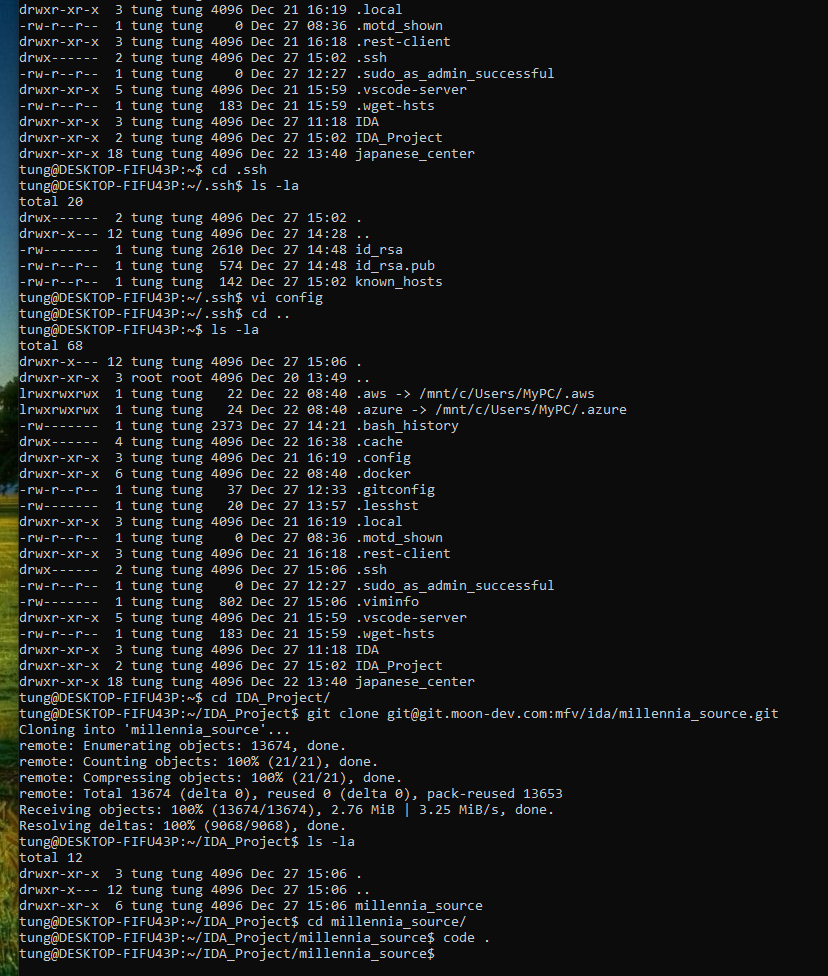 drwxr-xr-x  3 tung tung 4096 Dec 21 16:19 .local
-rw-r--r--  1 tung tung    0 Dec 27 08:36 .motd_shown
drwxr-xr-x  3 tung tung 4096 Dec 21 16:18 .rest-client
drwx------  2 tung tung 4096 Dec 27 15:02 .ssh
-rw-r--r--  1 tung tung    0 Dec 27 12:27 .sudo_as_admin_successful
drwxr-xr-x  5 tung tung 4096 Dec 21 15:59 .vscode-server
-rw-r--r--  1 tung tung  183 Dec 21 15:59 .wget-hsts
drwxr-xr-x  3 tung tung 4096 Dec 27 11:18 IDA
drwxr-xr-x  2 tung tung 4096 Dec 27 15:02 IDA_Project
drwxr-xr-x 18 tung tung 4096 Dec 22 13:40 japanese_center
tung@DESKTOP-FIFU43P:~$ cd .ssh
tung@DESKTOP-FIFU43P:~/.ssh$ ls -la
total 20
drwx------  2 tung tung 4096 Dec 27 15:02 .
drwxr-x--- 12 tung tung 4096 Dec 27 14:28 ..
-rw-------  1 tung tung 2610 Dec 27 14:48 id_rsa
-rw-r--r--  1 tung tung  574 Dec 27 14:48 id_rsa.pub
-rw-r--r--  1 tung tung  142 Dec 27 15:02 known_hosts
tung@DESKTOP-FIFU43P:~/.ssh$ vi config
tung@DESKTOP-FIFU43P:~/.ssh$ cd ..
tung@DESKTOP-FIFU43P:~$ ls -la
total 68
drwxr-x--- 12 tung tung 4096 Dec 27 15:06 .
drwxr-xr-x  3 root root 4096 Dec 20 13:49 ..
lrwxrwxrwx  1 tung tung   22 Dec 22 08:40 .aws -> /mnt/c/Users/MyPC/.aws
lrwxrwxrwx  1 tung tung   24 Dec 22 08:40 .azure -> /mnt/c/Users/MyPC/.azure
-rw-------  1 tung tung 2373 Dec 27 14:21 .bash_history
drwx------  4 tung tung 4096 Dec 22 16:38 .cache
drwxr-xr-x  3 tung tung 4096 Dec 21 16:19 .config
drwxr-xr-x  6 tung tung 4096 Dec 22 08:40 .docker
-rw-r--r--  1 tung tung   37 Dec 27 12:33 .gitconfig
-rw-------  1 tung tung   20 Dec 27 13:57 .lesshst
drwxr-xr-x  3 tung tung 4096 Dec 21 16:19 .local
-rw-r--r--  1 tung tung    0 Dec 27 08:36 .motd_shown
drwxr-xr-x  3 tung tung 4096 Dec 21 16:18 .rest-client
drwx------  2 tung tung 4096 Dec 27 15:06 .ssh
-rw-r--r--  1 tung tung    0 Dec 27 12:27 .sudo_as_admin_successful
-rw-------  1 tung tung  802 Dec 27 15:06 .viminfo
drwxr-xr-x  5 tung tung 4096 Dec 21 15:59 .vscode-server
-rw-r--r--  1 tung tung  183 Dec 21 15:59 .wget-hsts
drwxr-xr-x  3 tung tung 4096 Dec 27 11:18 IDA
drwxr-xr-x  2 tung tung 4096 Dec 27 15:02 IDA_Project
drwxr-xr-x 18 tung tung 4096 Dec 22 13:40 japanese_center
tung@DESKTOP-FIFU43P:~$ cd IDA_Project/
tung@DESKTOP-FIFU43P:~/IDA_Project$ git clone git@git.moon-dev.com:mfv/ida/millennia_source.git
Cloning into 'millennia_source'...
remote: Enumerating objects: 13674, done.
remote: Counting objects: 100% (21/21), done.
remote: Compressing objects: 100% (21/21), done.
remote: Total 13674 (delta 0), reused 0 (delta 0), pack-reused 13653
Receiving objects: 100% (13674/13674), 2.76 MiB | 3.25 MiB/s, done.
Resolving deltas: 100% (9068/9068), done.
tung@DESKTOP-FIFU43P:~/IDA_Project$ ls -la
total 12
drwxr-xr-x  3 tung tung 4096 Dec 27 15:06 .
drwxr-x--- 12 tung tung 4096 Dec 27 15:06 ..
drwxr-xr-x  6 tung tung 4096 Dec 27 15:06 millennia_source
tung@DESKTOP-FIFU43P:~/IDA_Project$ cd millennia_source/
tung@DESKTOP-FIFU43P:~/IDA_Project/millennia_source$ code .
tung@DESKTOP-FIFU43P:~/IDA_Project/millennia_source$